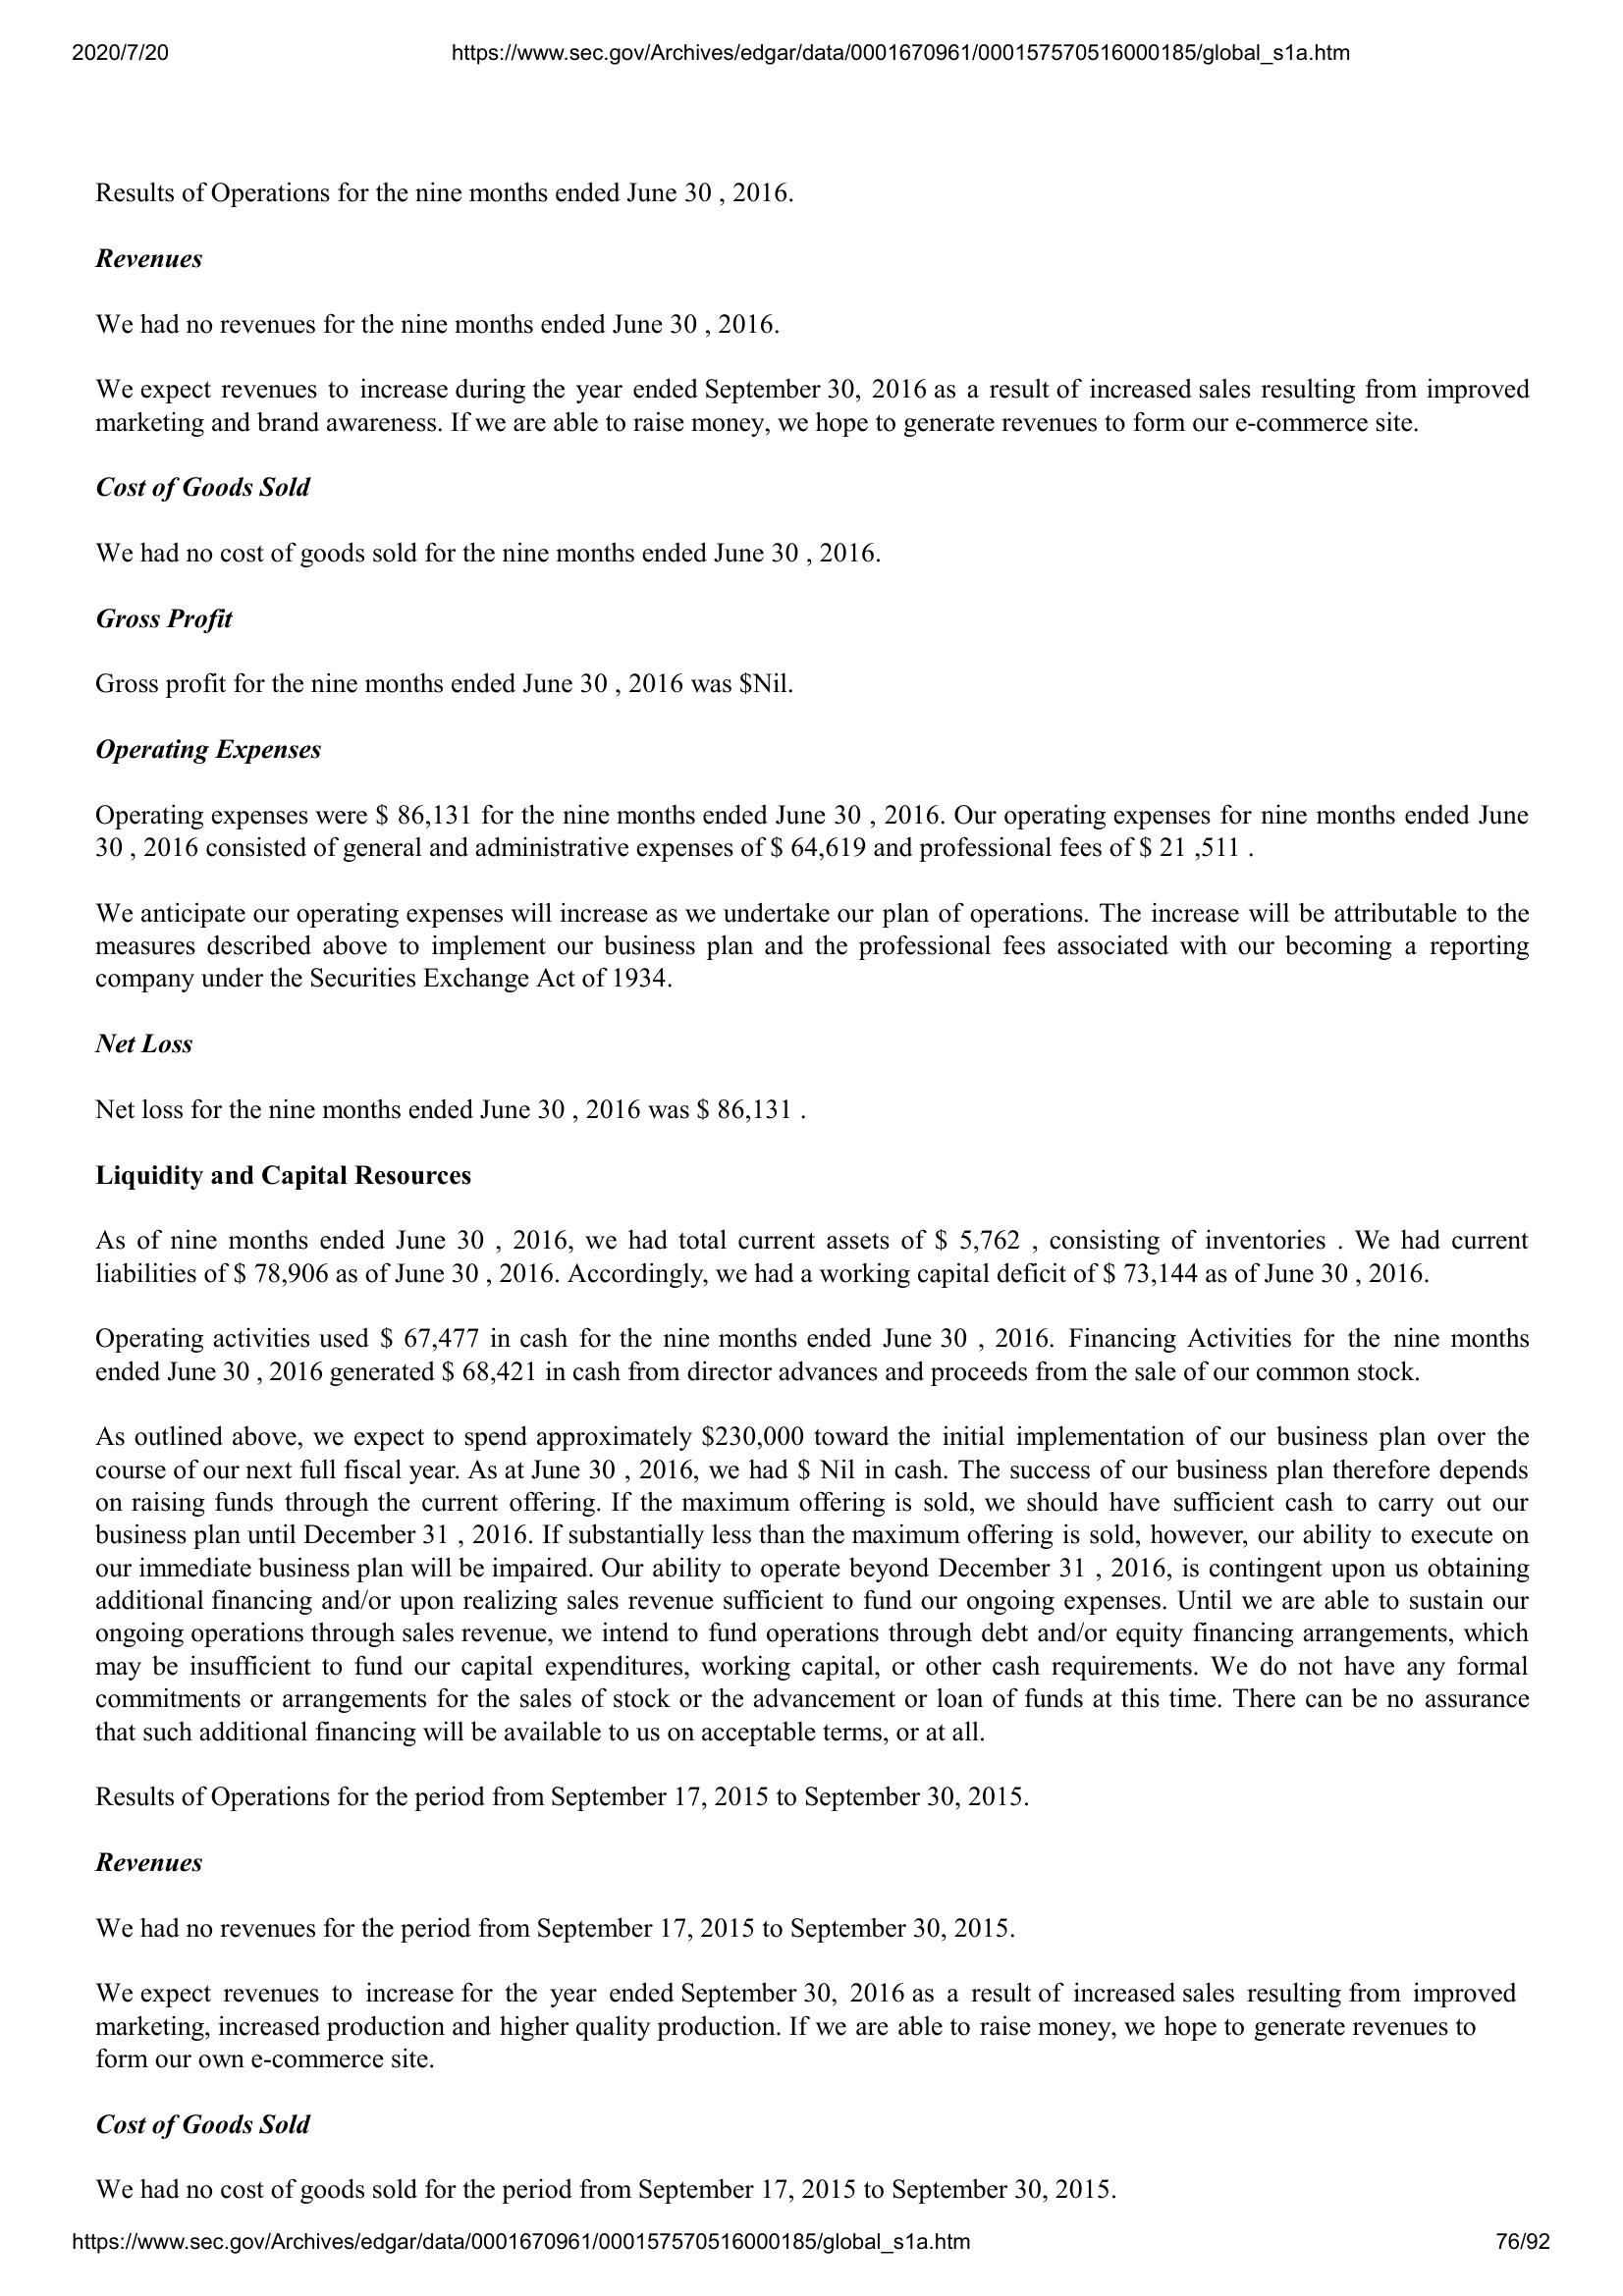 2020/7/20 https://www.sec.gov/Archives/edgar/data/0001670961/000157570516000185/global_s1a.htm
Results of Operations for the nine months ended June 30 , 2016.
Revenues
We had no revenues for the nine months ended June 30 , 2016.
We expect revenues to increase during the year ended September 30, 2016 as a result of increased sales resulting from improved
marketing and brand awareness. If we are able to raise money, we hope to generate revenues to form our e-commerce site.
Cost of Goods Sold
We had no cost of goods sold for the nine months ended June 30 , 2016.
Gross Profit
Gross profit for the nine months ended June 30 , 2016 was $Nil.
Operating Expenses
Operating expenses were $ 86,131 for the nine months ended June 30 , 2016. Our operating expenses for nine months ended June
30 , 2016 consisted of general and administrative expenses of $ 64,619 and professional fees of $ 21 ,511 .
We anticipate our operating expenses will increase as we undertake our plan of operations. The increase will be attributable to the
measures described above to implement our business plan and the professional fees associated with our becoming a reporting
company under the Securities Exchange Act of 1934.
Net Loss
Net loss for the nine months ended June 30 , 2016 was $ 86,131 .
Liquidity and Capital Resources
As of nine months ended June 30 , 2016, we had total current assets of $ 5,762 , consisting of inventories . We had current
liabilities of $ 78,906 as of June 30 , 2016. Accordingly, we had a working capital deficit of $ 73,144 as of June 30 , 2016.
Operating activities used $ 67,477 in cash for the nine months ended June 30 , 2016. Financing Activities for the nine months
ended June 30 , 2016 generated $ 68,421 in cash from director advances and proceeds from the sale of our common stock.
As outlined above, we expect to spend approximately $230,000 toward the initial implementation of our business plan over the
course of our next full fiscal year. As at June 30 , 2016, we had $ Nil in cash. The success of our business plan therefore depends
on raising funds through the current offering. If the maximum offering is sold, we should have sufficient cash to carry out our
business plan until December 31 , 2016. If substantially less than the maximum offering is sold, however, our ability to execute on
our immediate business plan will be impaired. Our ability to operate beyond December 31 , 2016, is contingent upon us obtaining
additional financing and/or upon realizing sales revenue sufficient to fund our ongoing expenses. Until we are able to sustain our
ongoing operations through sales revenue, we intend to fund operations through debt and/or equity financing arrangements, which
may be insufficient to fund our capital expenditures, working capital, or other cash requirements. We do not have any formal
commitments or arrangements for the sales of stock or the advancement or loan of funds at this time. There can be no assurance
that such additional financing will be available to us on acceptable terms, or at all.
Results of Operations for the period from September 17, 2015 to September 30, 2015.
Revenues
We had no revenues for the period from September 17, 2015 to September 30, 2015.
We expect revenues to increase for the year ended September 30, 2016 as a result of increased sales resulting from improved
marketing, increased production and higher quality production. If we are able to raise money, we hope to generate revenues to
form our own e-commerce site.
Cost of Goods Sold
We had no cost of goods sold for the period from September 17, 2015 to September 30, 2015.
https://www.sec.gov/Archives/edgar/data/0001670961/000157570516000185/global_s1a.htm 76/92